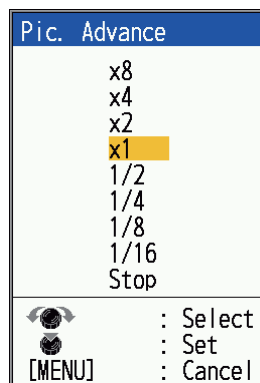 Pic. Advance
x8
x4
x2
x1
1/2
1/4
1/8
1/16
Stop
: Select
: Set
[MENU] : Cancel